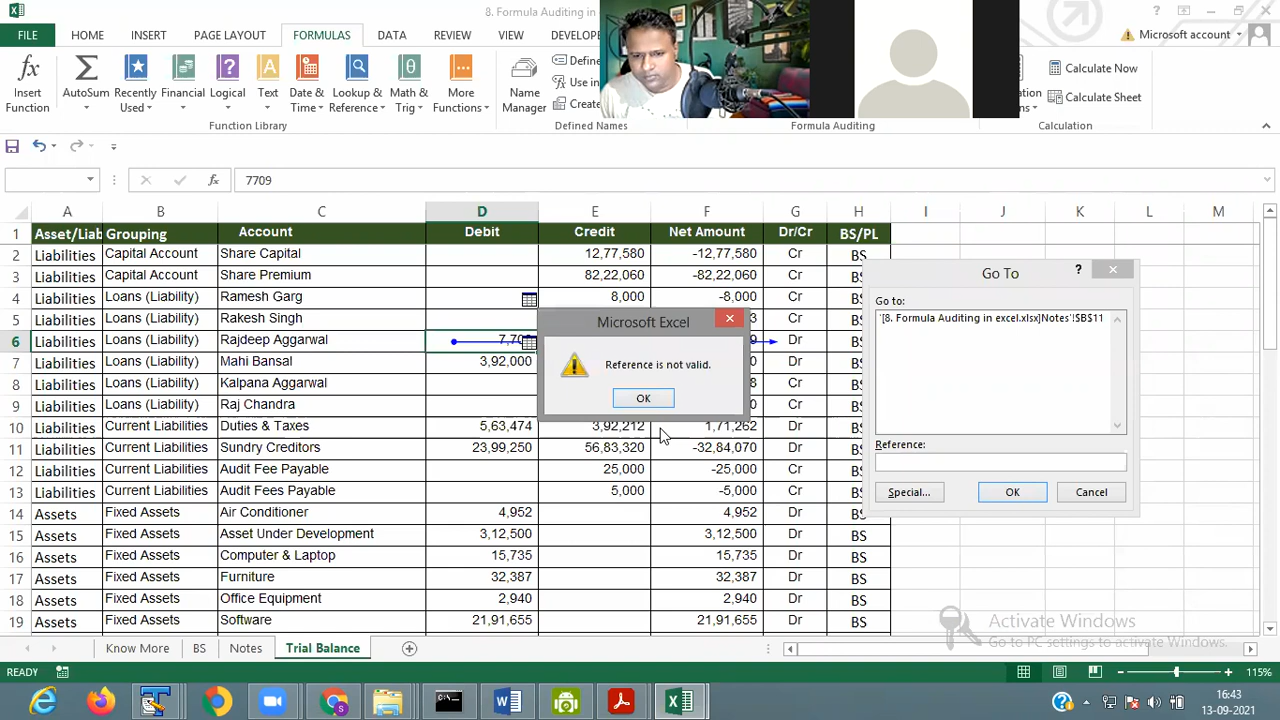 8. Formula Auditing in
Microsoft account
FILE HOME INSERT PAGE LAYOUT FORMULAS DATA REVIEW VIEW DEVELOPE
Insert Function
AutoSum
Recently Used
Financial
Logical
Text
Date & Time
Lookup & Reference
Math & Trig
More Functions
Function Library
Name Manager
Define
Use in
Create
Defined Names
Formula Auditing
Calculate Now
Calculate Sheet
Calculation
7709
A B C D E F G H I J K L M
1 Asset/Liab Grouping Account Debit Credit Net Amount Dr/Cr BS/PL
2 Liabilities Capital Account Share Capital 12,77,580 -12,77,580 Cr BS
3 Liabilities Capital Account Share Premium 82,22,060 -82,22,060 Cr BS
4 Liabilities Loans (Liability) Ramesh Garg 8,000 -8,000 Cr
5 Liabilities Loans (Liability) Rakesh Singh 3 Cr
6 Liabilities Loans (Liability) Rajdeep Aggarwal Dr
7 Liabilities Loans (Liability) Mahi Bansal 3,92,000 0 Dr
8 Liabilities Loans (Liability) Kalpana Aggarwal 8 Cr
9 Liabilities Loans (Liability) Raj Chandra 0 Cr
10 Liabilities Current Liabilities Duties & Taxes 5,63,474 3,92,212 1,71,262 Dr
11 Liabilities Current Liabilities Sundry Creditors 23,99,250 56,83,320 -32,84,070 Cr
12 Liabilities Current Liabilities Audit Fee Payable 25,000 -25,000 Cr
13 Liabilities Current Liabilities Audit Fees Payable 5,000 -5,000 Cr
14 Assets Fixed Assets Air Conditioner 4,952 4,952 Dr BS
15 Assets Fixed Assets Asset Under Development 3,12,500 3,12,500 Dr BS
16 Assets Fixed Assets Computer & Laptop 15,735 15,735 Dr BS
17 Assets Fixed Assets Furniture 32,387 32,387 Dr BS
18 Assets Fixed Assets Office Equipment 2,940 2,940 Dr BS
19 Assets Fixed Assets Software 21,91,655 21,91,655 Dr BS
Microsoft Excel
Reference is not valid.
OK
Go To
Go to:
'[8. Formula Auditing in excel.xlsx]Notes'!$B$11
Reference:
Special... OK Cancel
Activate Windows
Go to PC settings to activate Windows.
Know More BS Notes Trial Balance
READY 115%
16:43
13-09-2021